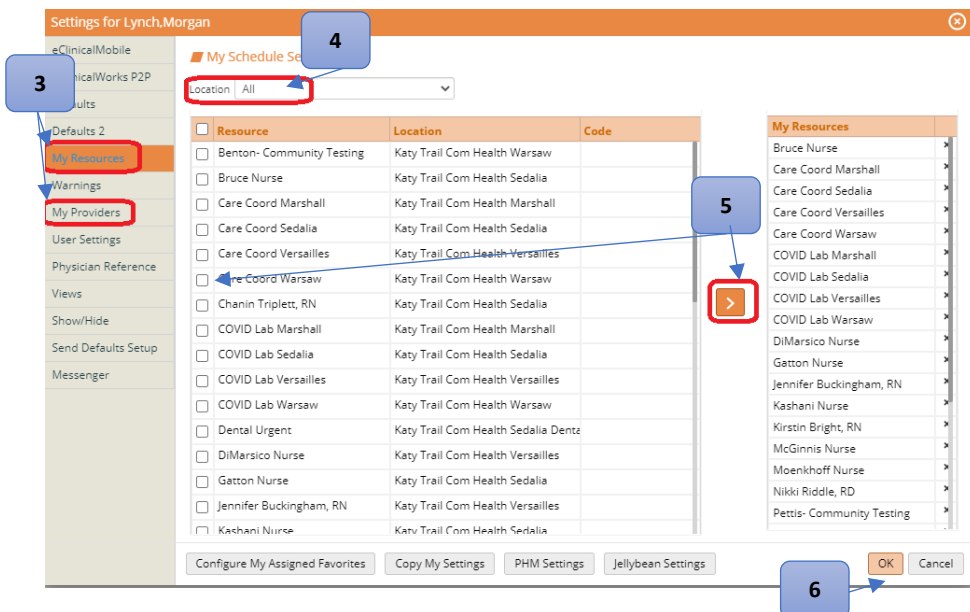 Settings for Lynch,Morgan
4
3
eClinicalMobile
nicalWorks P2P
aults
Defaults 2
My Resources
Warnings
My Providers
User Settings
Physician Reference
Views
Show/Hide
Send Defaults Setup
Messenger
My Schedule Se
Location All
Resource Location Code
Benton- Community Testing Katy Trail Com Health Warsaw
Bruce Nurse Katy Trail Com Health Sedalia
Care Coord Marshall Katy Trail Com Health Marshall
Care Coord Sedalia Katy Trail Com Health Sedalia
Care Coord Versailles Katy Trail Com Health Versailles
Care Coord Warsaw Katy Trail Com Health Warsaw
Chanin Triplett, RN Katy Trail Com Health Sedalia
COVID Lab Marshall Katy Trail Com Health Marshall
COVID Lab Sedalia Katy Trail Com Health Sedalia
COVID Lab Versailles Katy Trail Com Health Versailles
COVID Lab Warsaw Katy Trail Com Health Warsaw
Dental Urgent Katy Trail Com Health Sedalia Denta
DiMarsico Nurse Katy Trail Com Health Versailles
Gatton Nurse Katy Trail Com Health Sedalia
Jennifer Buckingham, RN Katy Trail Com Health Versailles
Kashani Nurse Katy Trail Com Health Sedalia
5
My Resources
Bruce Nurse
Care Coord Marshall
Care Coord Sedalia
Care Coord Versailles
Care Coord Warsaw
COVID Lab Marshall
COVID Lab Sedalia
COVID Lab Versailles
COVID Lab Warsaw
DiMarsico Nurse
Gatton Nurse
Jennifer Buckingham, RN
Kashani Nurse
Kirstin Bright, RN
McGinnis Nurse
Moenkhoff Nurse
Nikki Riddle, RD
Pettis- Community Testing
Configure My Assigned Favorites Copy My Settings PHM Settings Jellybean Settings OK Cancel
6